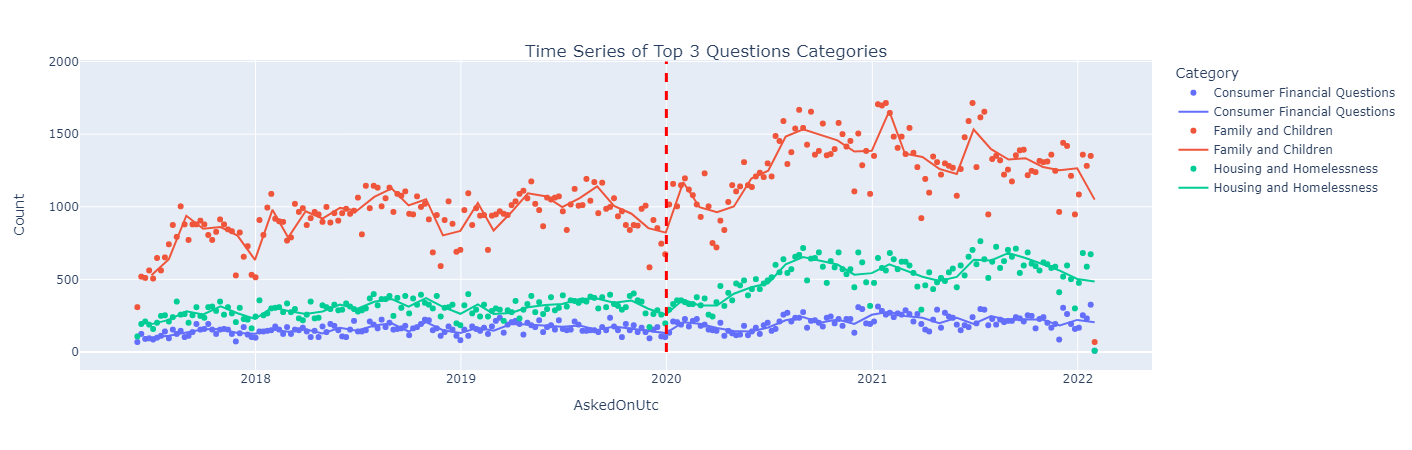 Time Series of Top 3 Questions Categories
2000
1500
1000
500
0
Count
2018
2019
2020
2021
2022
AskedOnUtc
Category
Consumer Financial Questions
Consumer Financial Questions
Family and Children
Family and Children
Housing and Homelessness
Housing and Homelessness